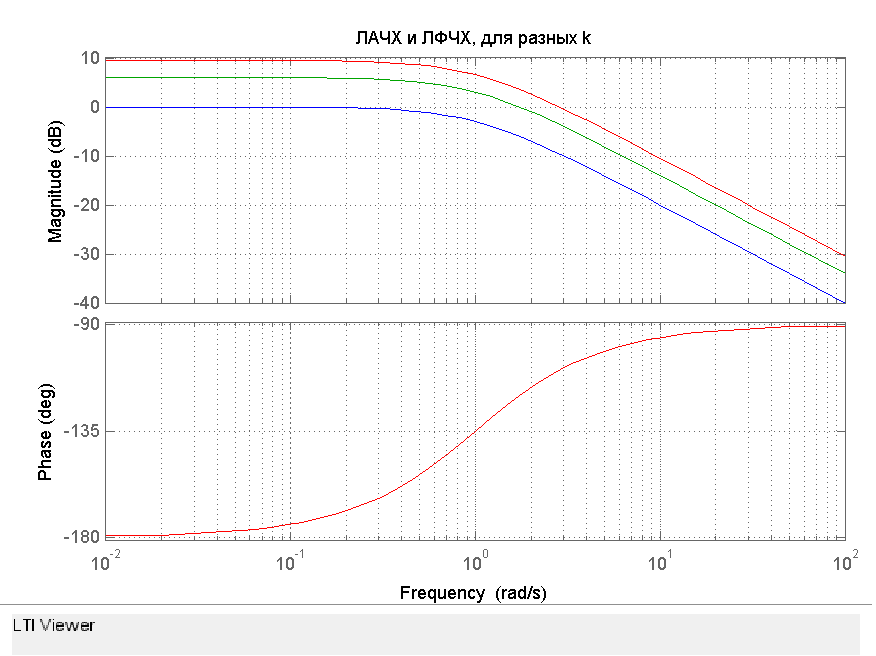 ЛАЧХ и ЛФЧХ, для разных k
10
0
-10
-20
-30
-40
Magnitude (dB)
-90
-135
-180
Phase (deg)
10^-2
10^-1
10^0
10^1
10^2
Frequency (rad/s)
LTI Viewer